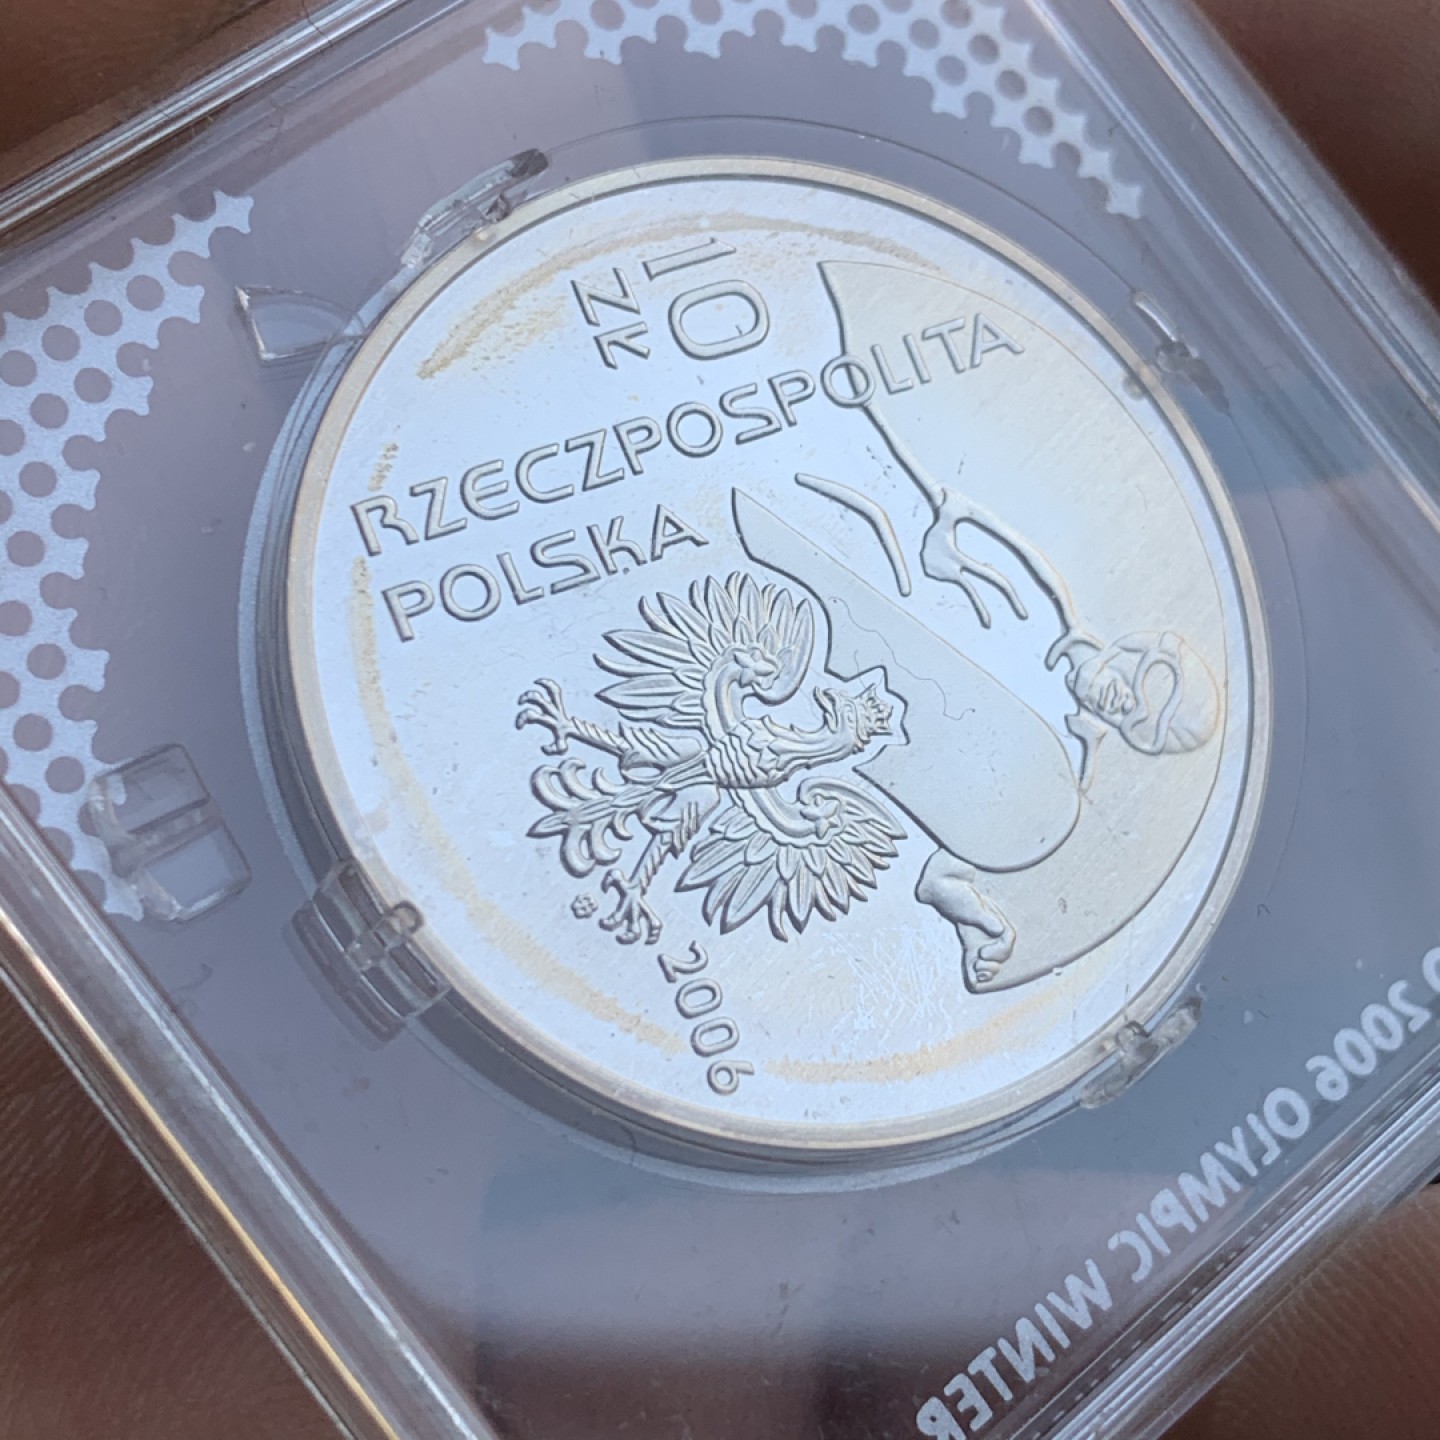 10
ZŁ
RZECZPOSPOLITA
POLSKA
2006
2006 OLYMPIC WINTER